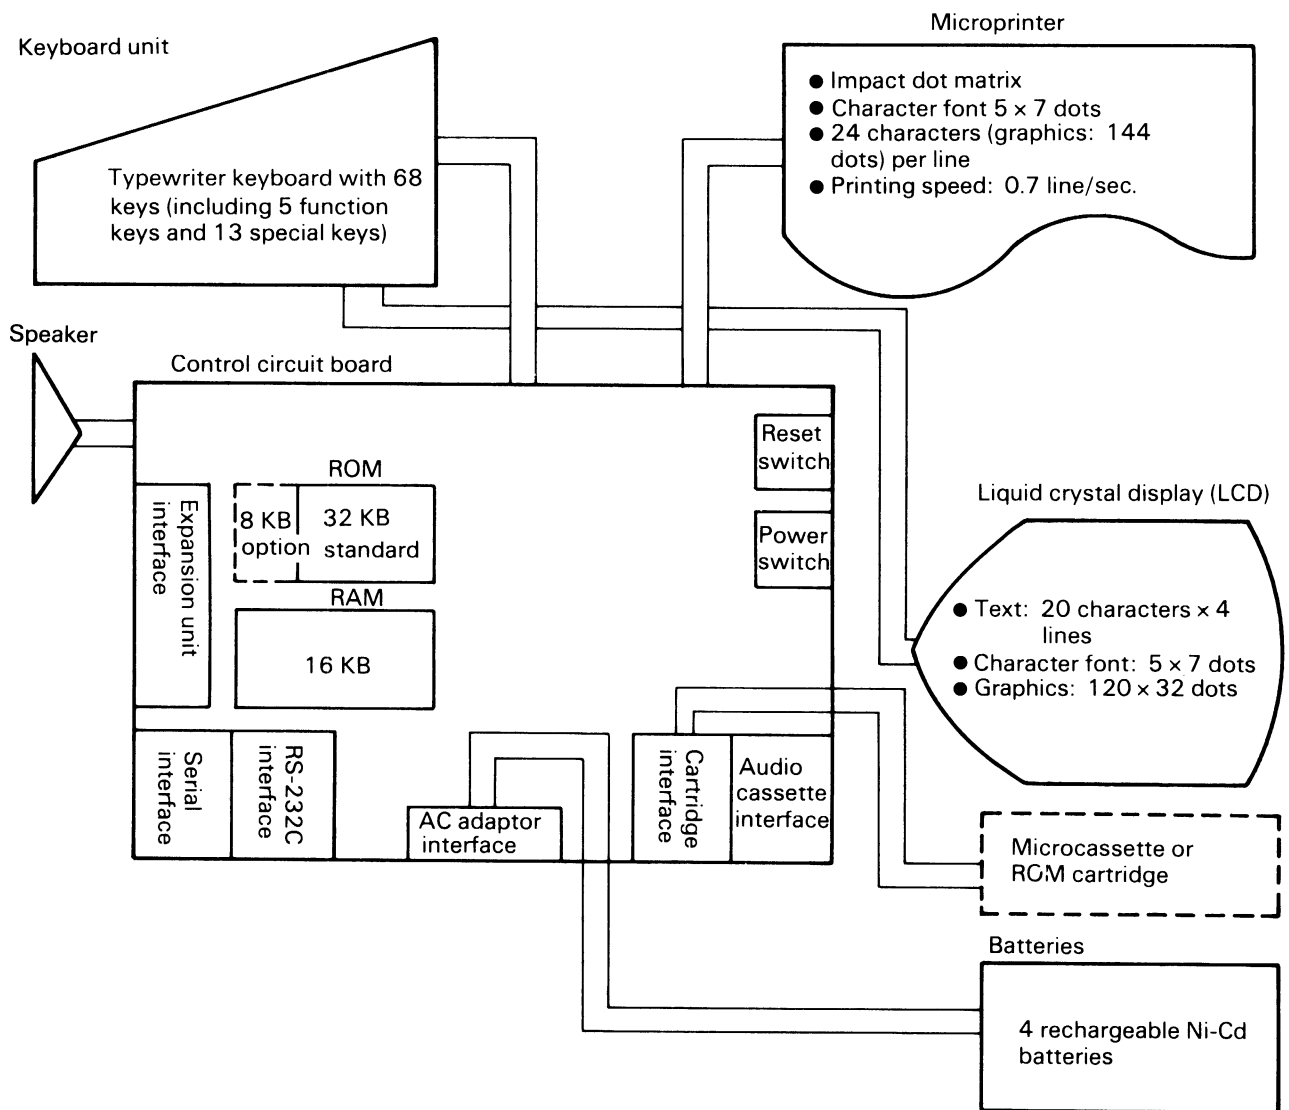 Microprinter
Keyboard unit
● Impact dot matrix
● Character font 5 × 7 dots
● 24 characters (graphics: 144
dots) per line
● Printing speed: 0.7 line/sec.
Typewriter keyboard with 68
keys (including 5 function
keys and 13 special keys)
Speaker
Control circuit board
Reset
switch
ROM
8 KB
option
32 KB
standard
Expansion unit
interface
Power
switch
RAM
16 KB
Liquid crystal display (LCD)
● Text: 20 characters × 4
lines
● Character font: 5 × 7 dots
● Graphics: 120 × 32 dots
Serial
interface
RS-232C
interface
AC adaptor
interface
Cartridge
interface
Audio
cassette
interface
Microcassette or
ROM cartridge
Batteries
4 rechargeable Ni-Cd
batteries